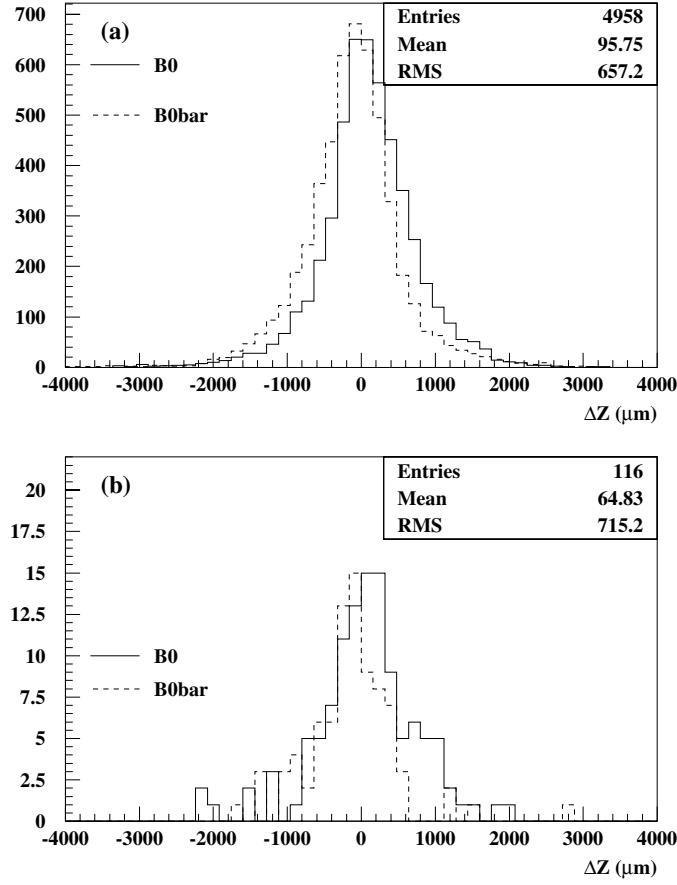 700
600
500
400
300
200
100
0
(a)
B0
B0bar
Entries 4958
Mean 95.75
RMS 657.2
-4000 -3000 -2000 -1000 0 1000 2000 3000 4000
ΔZ (μm)
20
17.5
15
12.5
10
7.5
5
2.5
0
(b)
B0
B0bar
Entries 116
Mean 64.83
RMS 715.2
-4000 -3000 -2000 -1000 0 1000 2000 3000 4000
ΔZ (μm)